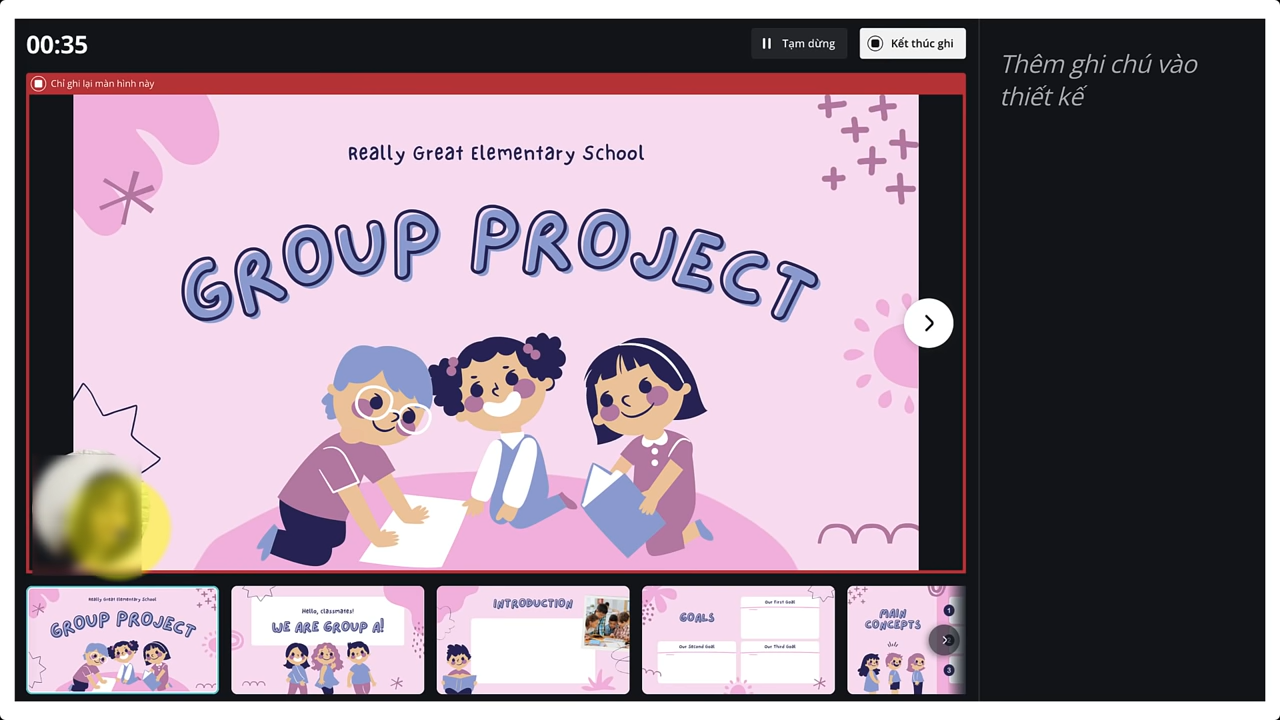 00:35
Tạm dừng
Kết thúc ghi
Chỉ ghi lại màn hình này
Thêm ghi chú vào
thiết kế
Really Great Elementary School
GROUP PROJECT
Really Great Elementary School
GROUP PROJECT
Hello, classmates!
WE ARE GROUP A!
INTRODUCTION
GOALS
Our First Goal
Our Second Goal
Our Third Goal
MAIN
CONCEPTS
1
3